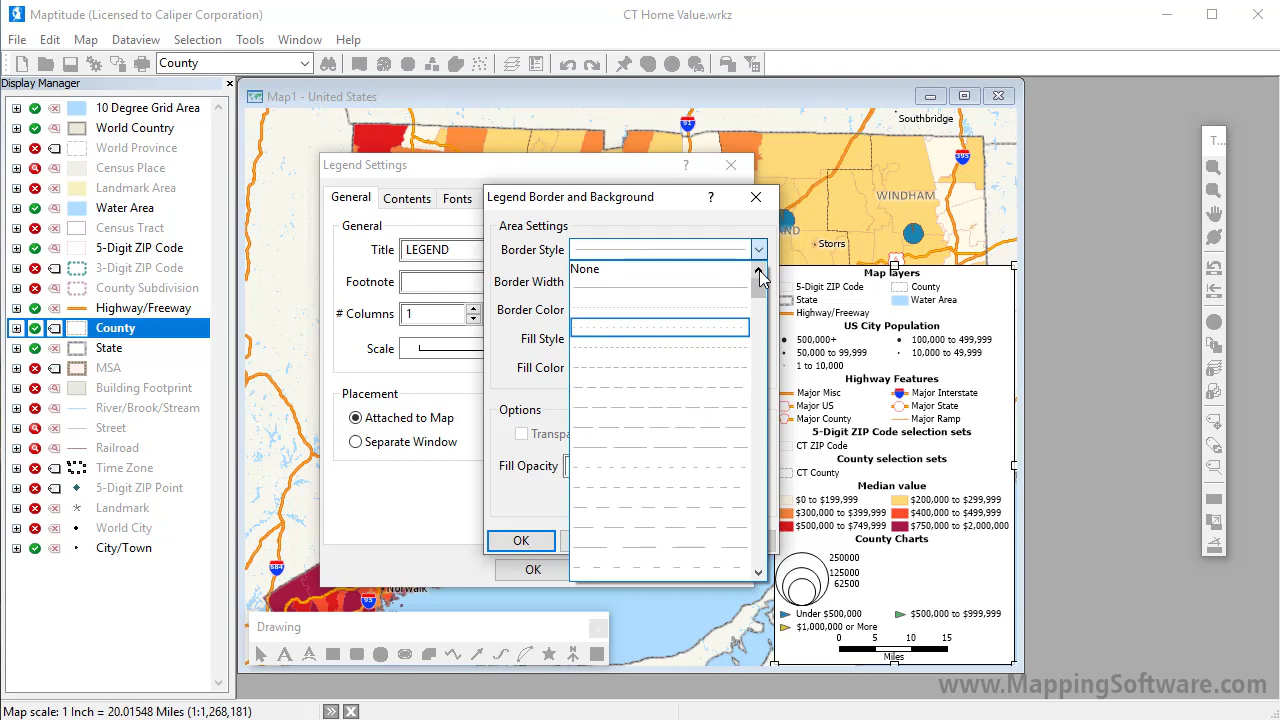 Maptitude (Licensed to Caliper Corporation)
CT Home Value.wrkz
File Edit Map Dataview Selection Tools Window Help
County
Display Manager
10 Degree Grid Area
World Country
World Province
Census Place
Landmark Area
Water Area
Census Tract
5-Digit ZIP Code
3-Digit ZIP Code
County Subdivision
Highway/Freeway
County
State
MSA
Building Footprint
River/Brook/Stream
Street
Railroad
Time Zone
5-Digit ZIP Point
Landmark
World City
City/Town
Map1 - United States
Southbridge
91
395
WINDHAM
2
Storrs
684
95
Norwalk
Legend Settings
?
General Contents Fonts
General
Title LEGEND
Footnote
# Columns 1
Scale
Placement
Attached to Map
Separate Window
OK
Legend Border and Background
?
Area Settings
Border Style
None
Border Width
Border Color
Fill Style
Fill Color
Options
Transpa
Fill Opacity
OK
Map layers
5-Digit ZIP Code County
State Water Area
Highway/Freeway
US City Population
500,000+ 100,000 to 499,999
50,000 to 99,999 10,000 to 49,999
1 to 10,000
Highway Features
Major Misc Major Interstate
Major US Major State
Major County Major Ramp
5-Digit ZIP Code selection sets
CT ZIP Code
County selection sets
CT County
Median value
$0 to $199,999 $200,000 to $299,999
$300,000 to $399,999 $400,000 to $499,999
$500,000 to $749,999 $750,000 to $2,000,000
County Charts
250000
125000
62500
Under $500,000 $500,000 to $999,999
$1,000,000 or More
0 5 10 15
Miles
Drawing
T...
www.MappingSoftware.com
Map scale: 1 Inch = 20.01548 Miles (1:1,268,181)